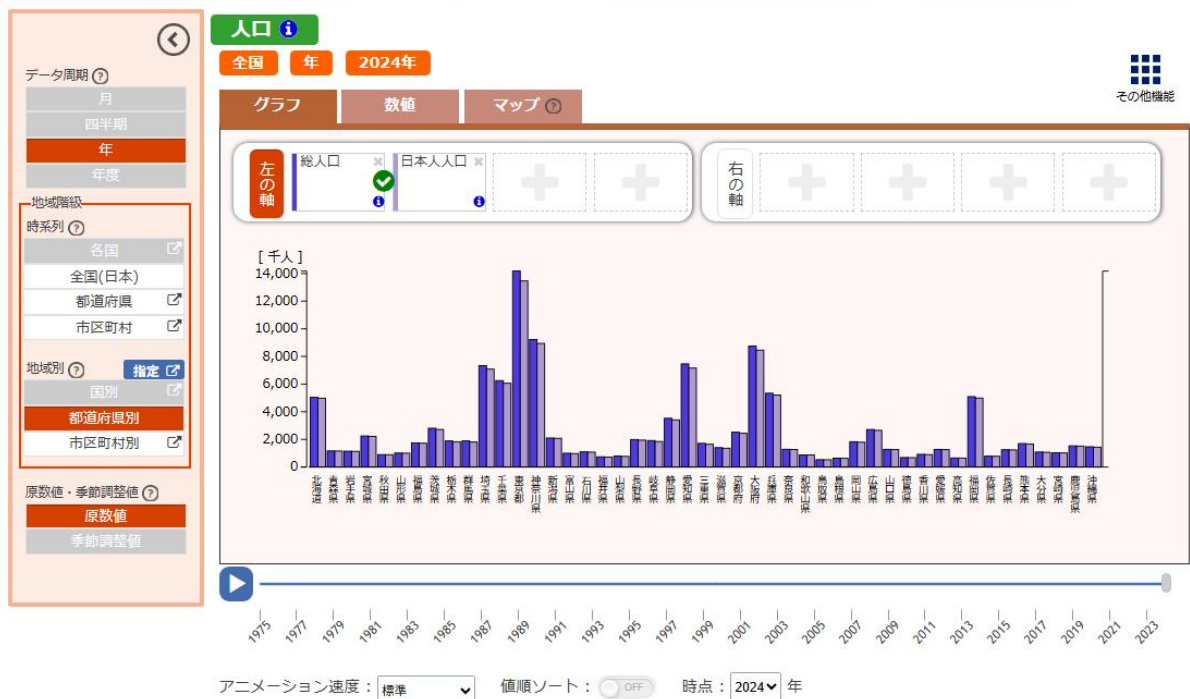 人口
全国 年 2024年
その他機能
データ周期
月
四半期
年
年度
地域階級
時系列
各国
全国(日本)
都道府県
市区町村
地域別 指定
国別
都道府県別
市区町村別
原数値・季節調整値
原数値
季節調整値
グラフ 数値 マップ
左の軸 総人口 日本人人口
右の軸
[千人]
14,000
12,000
10,000
8,000
6,000
4,000
2,000
0
北海道 青森県 岩手県 宮城県 秋田県 山形県 福島県 茨城県 栃木県 群馬県 埼玉県 千葉県 東京都 神奈川県 新潟県 富山県 石川県 福井県 山梨県 長野県 岐阜県 静岡県 愛知県 三重県 滋賀県 京都府 大阪府 兵庫県 奈良県 和歌山県 鳥取県 島根県 岡山県 広島県 山口県 徳島県 香川県 愛媛県 高知県 福岡県 佐賀県 長崎県 熊本県 大分県 宮崎県 鹿児島県 沖縄県
1975 1977 1979 1981 1983 1985 1987 1989 1991 1993 1995 1997 1999 2001 2003 2005 2007 2009 2011 2013 2015 2017 2019 2021 2023
アニメーション速度：標準 値順ソート：OFF 時点：2024 年